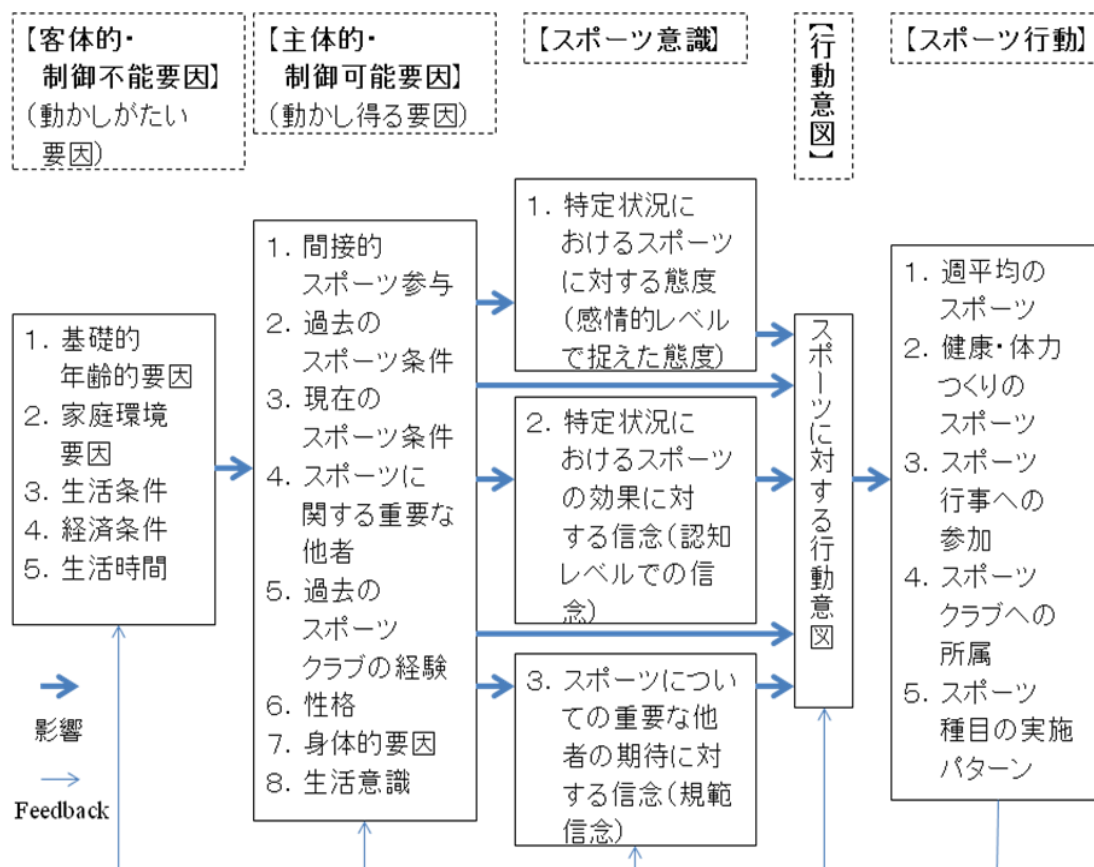 【客体的・
制御不能要因】
（動かしがたい
要因）
【主体的・
制御可能要因】
（動かし得る要因）
【スポーツ意識】
【行動意図】
【スポーツ行動】
1. 基礎的
年齢的要因
2. 家庭環境
要因
3. 生活条件
4. 経済条件
5. 生活時間
1. 間接的
スポーツ参与
2. 過去の
スポーツ条件
3. 現在の
スポーツ条件
4. スポーツに
関する重要な
他者
5. 過去の
スポーツ
クラブの経験
6. 性格
7. 身体的要因
8. 生活意識
1. 特定状況に
おけるスポーツ
に対する態度
（感情的レベル
で捉えた態度）
2. 特定状況に
おけるスポーツ
の効果に対
する信念（認知
レベルでの信
念）
3. スポーツについ
ての重要な他
者の期待に対
する信念（規範
信念）
スポーツに対する行動意図
1. 週平均の
スポーツ
2. 健康・体力
つくりの
スポーツ
3. スポーツ
行事への
参加
4. スポーツ
クラブへの
所属
5. スポーツ
種目の実施
パターン
影響
Feedback